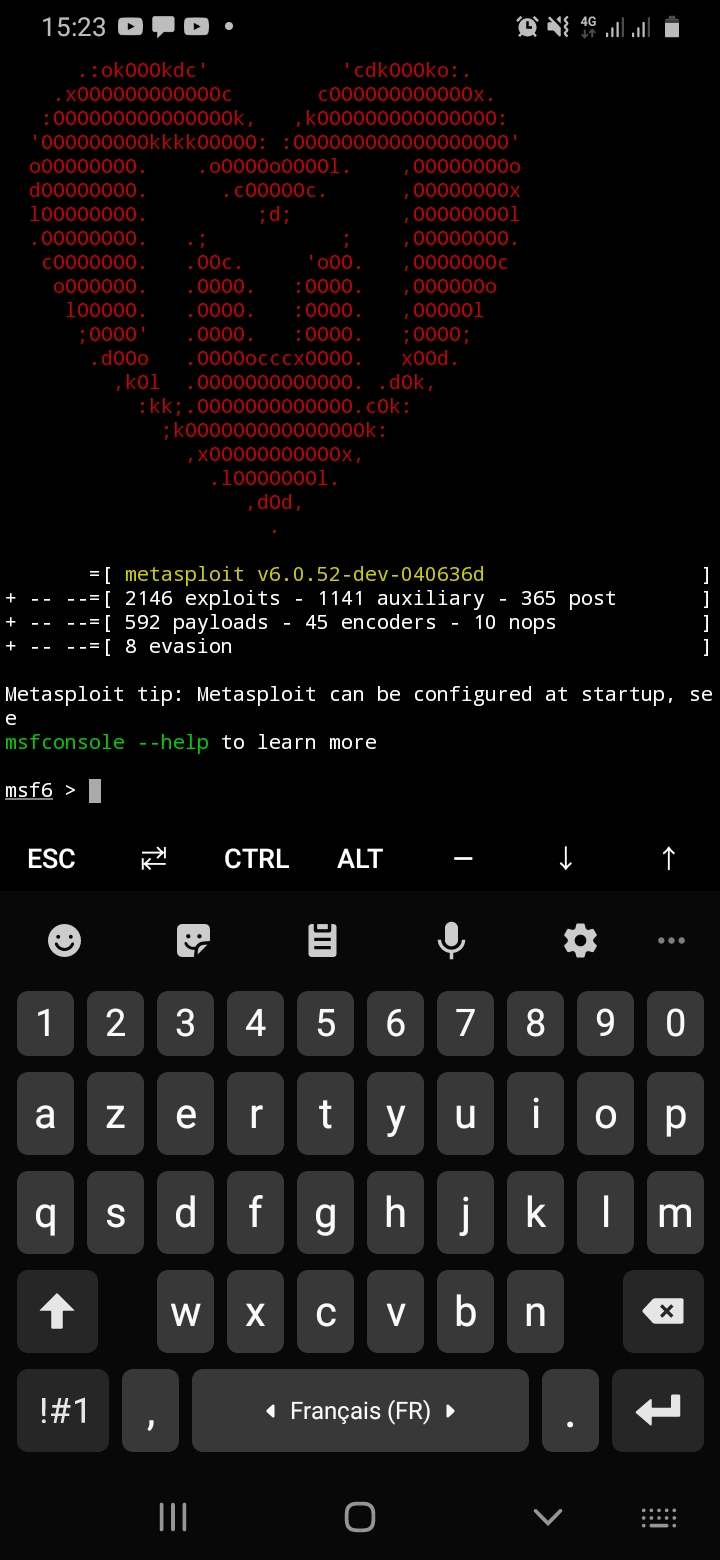 15:23 4G
.:okOOOkdc' 'cdkOOOko:.
.xOOOOOOOOOOOOc cOOOOOOOOOOOOx.
:OOOOOOOOOOOOOOOk, ,kOOOOOOOOOOOOOOO:
'OOOOOOOOOkkkkOOOOO: :OOOOOOOOOOOOOOOOOO'
oOOOOOOOO. .oOOOOoOOOOl. ,OOOOOOOOo
dOOOOOOOO. .cOOOOOc. ,OOOOOOOOx
lOOOOOOOO. ;d; ,OOOOOOOOl
.OOOOOOOO. .; ; ,OOOOOOOO.
cOOOOOOO. .OOc. 'oOO. ,OOOOOOOc
oOOOOOO. .OOOO. :OOOO. ,OOOOOOo
lOOOOO. .OOOO. :OOOO. ,OOOOOl
;OOOO' .OOOO. :OOOO. ;OOOO;
.dOOo .OOOOocccxOOOO. xOOd.
,kOl .OOOOOOOOOOOOO. .dOk,
:kk;.OOOOOOOOOOOOO.cOk:
;kOOOOOOOOOOOOOOOk:
,xOOOOOOOOOOOx,
.lOOOOOOOl.
,dOd,
.
=[ metasploit v6.0.52-dev-040636d ]
+ -- --=[ 2146 exploits - 1141 auxiliary - 365 post ]
+ -- --=[ 592 payloads - 45 encoders - 10 nops ]
+ -- --=[ 8 evasion ]
Metasploit tip: Metasploit can be configured at startup, se
e
msfconsole --help to learn more
msf6 >
ESC ⇄ CTRL ALT — ↓ ↑
1 2 3 4 5 6 7 8 9 0
a z e r t y u i o p
q s d f g h j k l m
w x c v b n
!#1 , Français (FR) .